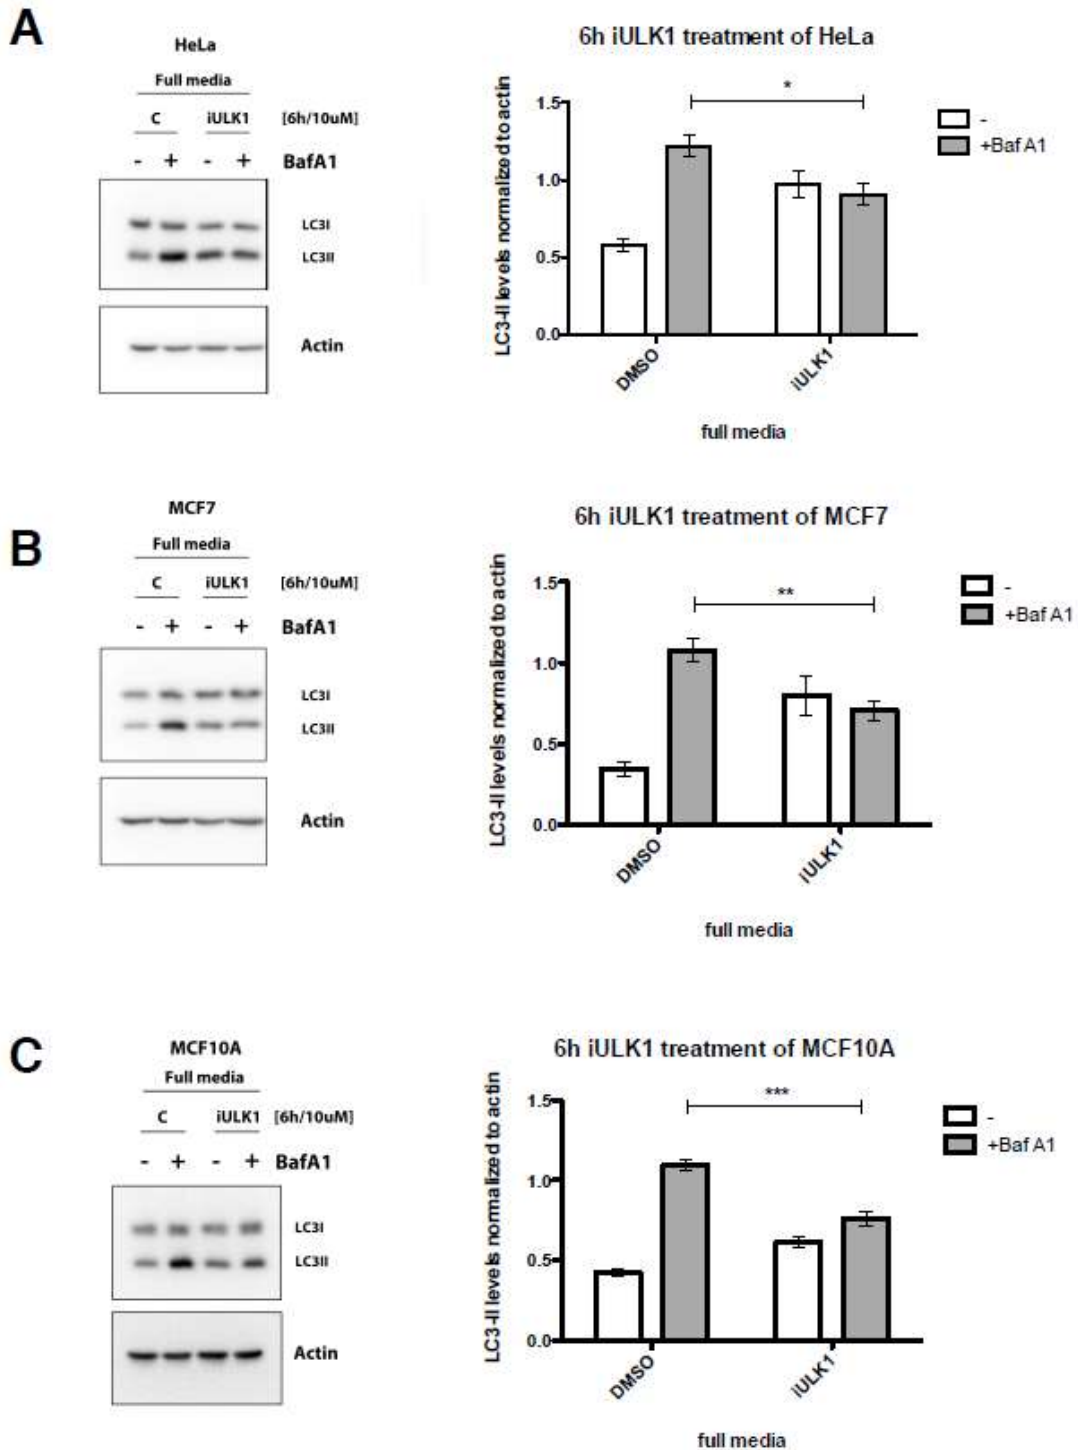 A
HeLa
Full media
C iULK1 [6h/10uM]
- + - + BafA1
LC3I
LC3II
Actin
6h iULK1 treatment of HeLa
LC3-II levels normalized to actin
1.5
1.0
0.5
0.0
*
-
+Baf A1
DMSO
iULK1
full media
B
MCF7
Full media
C iULK1 [6h/10uM]
- + - + BafA1
LC3I
LC3II
Actin
6h iULK1 treatment of MCF7
LC3-II levels normalized to actin
1.5
1.0
0.5
0.0
**
-
+Baf A1
DMSO
iULK1
full media
C
MCF10A
Full media
C iULK1 [6h/10uM]
- + - + BafA1
LC3I
LC3II
Actin
6h iULK1 treatment of MCF10A
LC3-II levels normalized to actin
1.5
1.0
0.5
0.0
***
-
+Baf A1
DMSO
iULK1
full media